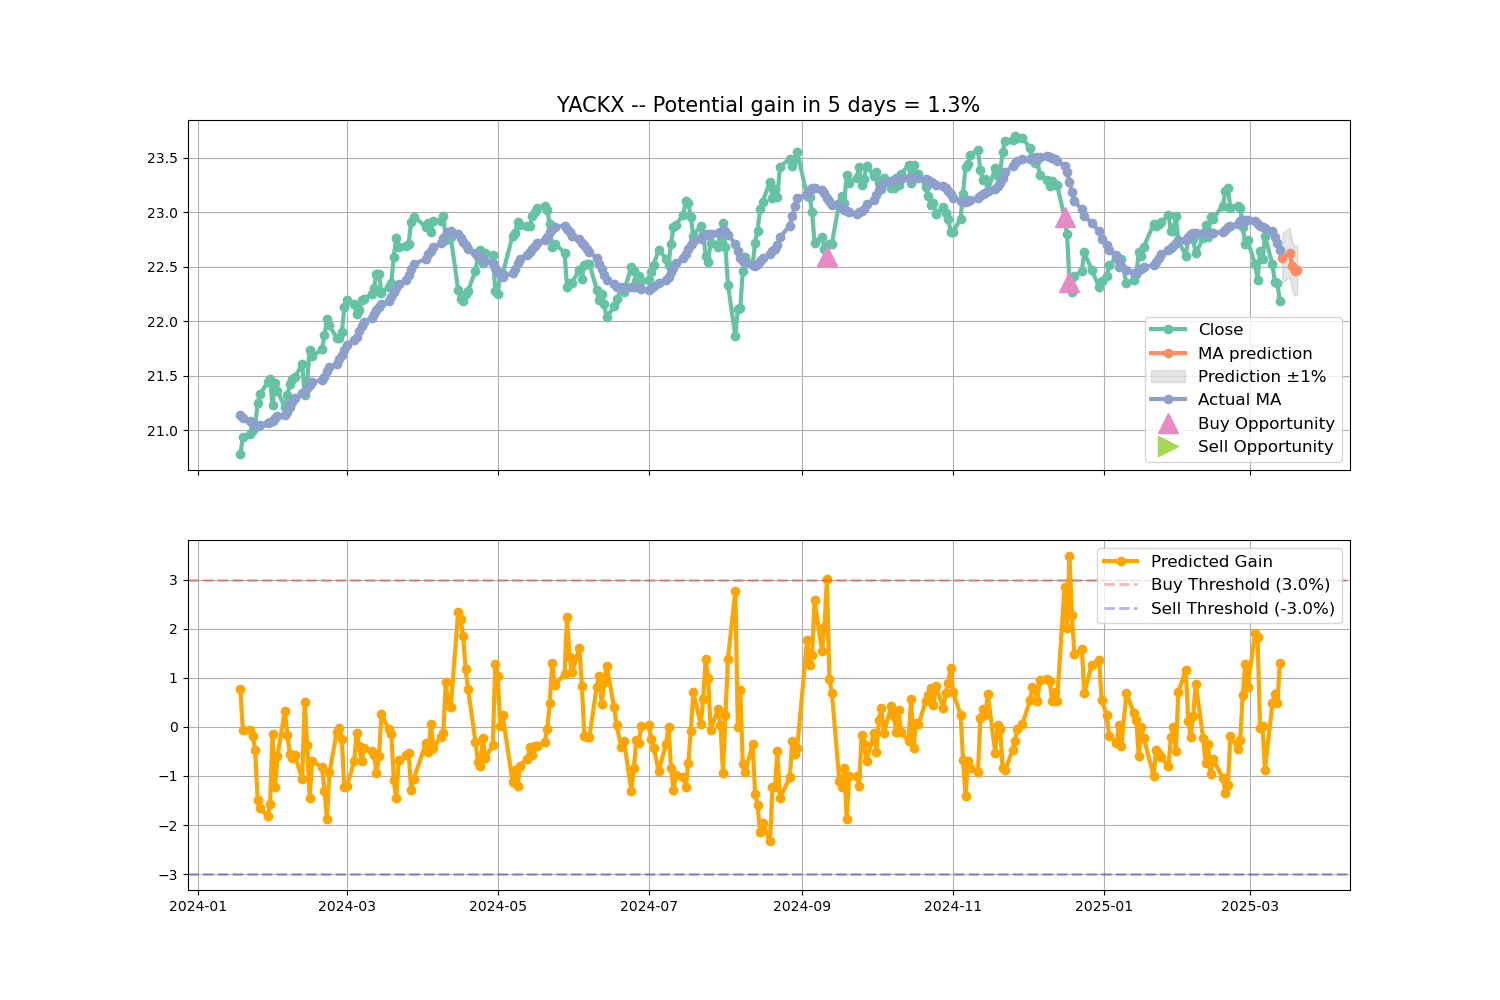 YACKX -- Potential gain in 5 days = 1.3%
23.5
23.0
22.5
22.0
21.5
21.0
Close
MA prediction
Prediction ±1%
Actual MA
Buy Opportunity
Sell Opportunity
3
2
1
0
−1
−2
−3
Predicted Gain
Buy Threshold (3.0%)
Sell Threshold (-3.0%)
2024-01
2024-03
2024-05
2024-07
2024-09
2024-11
2025-01
2025-03